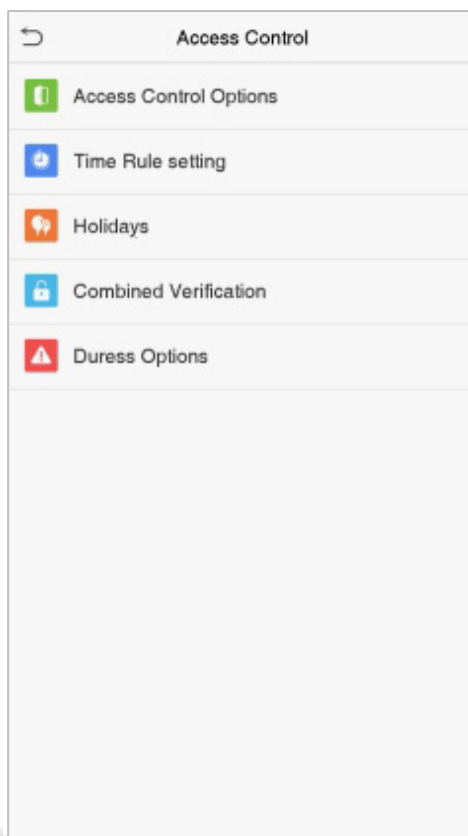 Access Control
Access Control Options
Time Rule setting
Holidays
Combined Verification
Duress Options